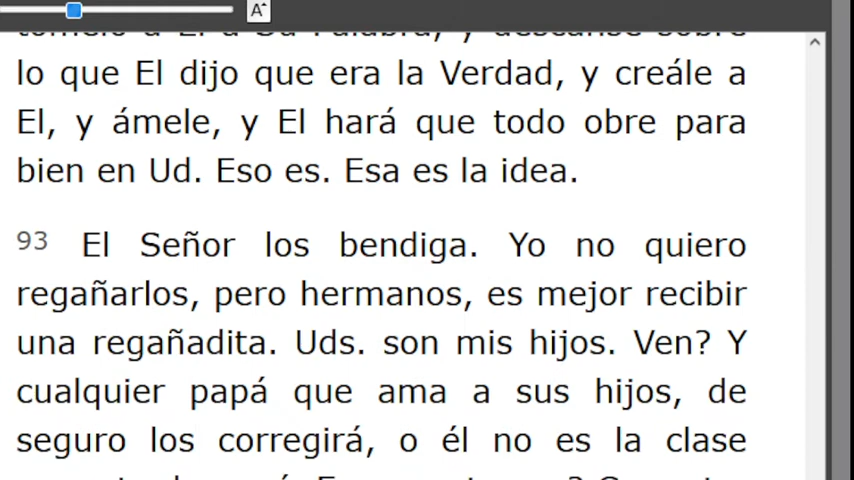 A
lo que El dijo que era la Verdad, y creále a
El, y ámele, y El hará que todo obre para
bien en Ud. Eso es. Esa es la idea.
93 El Señor los bendiga. Yo no quiero
regañarlos, pero hermanos, es mejor recibir
una regañadita. Uds. son mis hijos. Ven? Y
cualquier papá que ama a sus hijos, de
seguro los corregirá, o él no es la clase